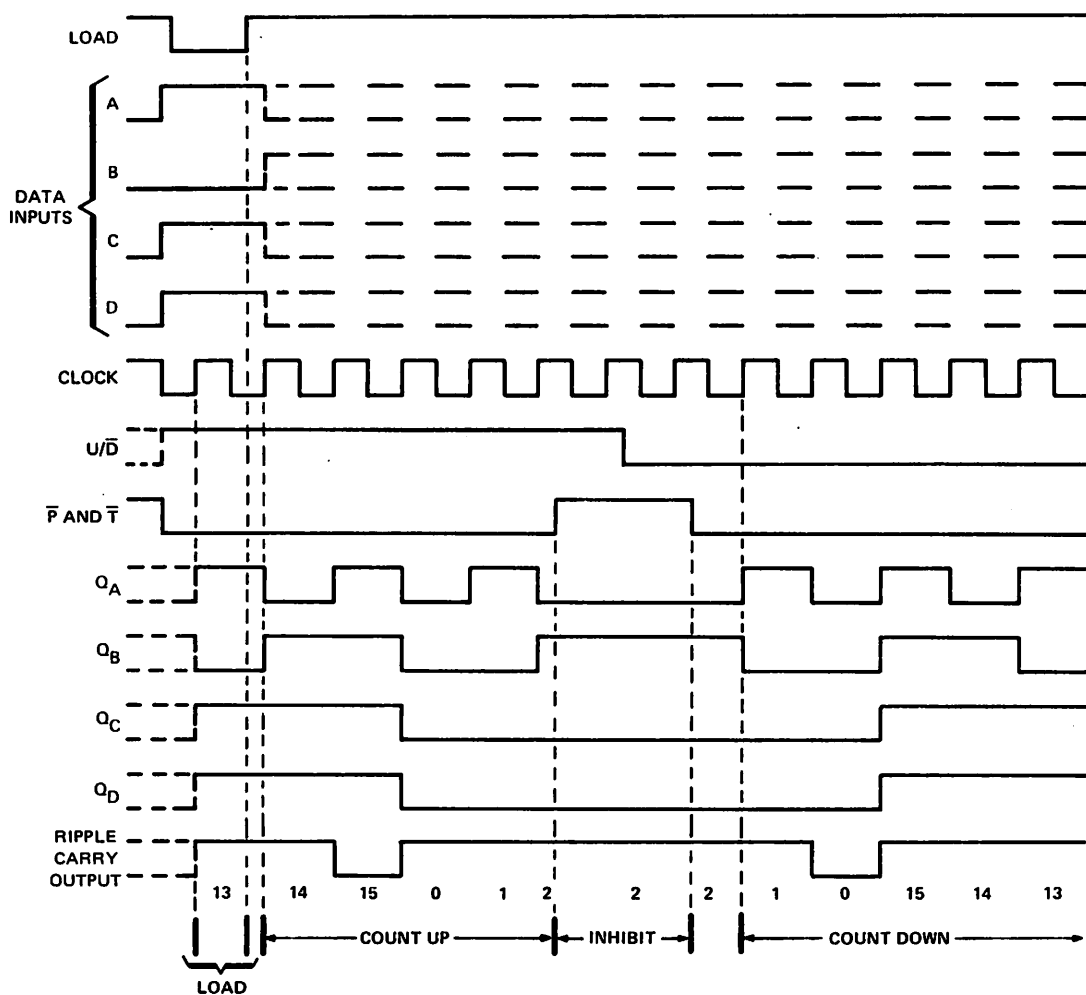 LOAD
A
B
DATA
INPUTS
C
D
CLOCK
U/D̅
P̅ AND T̅
QA
QB
QC
QD
RIPPLE
CARRY
OUTPUT
13 14 15 0 1 2 2 2 1 0 15 14 13
COUNT UP INHIBIT COUNT DOWN
LOAD